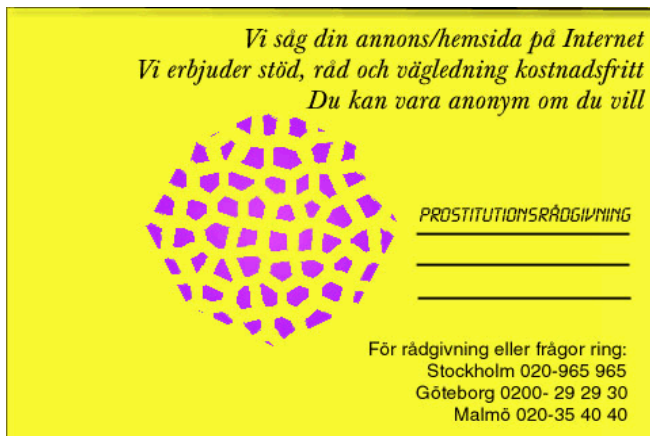 Vi såg din annons/hemsida på Internet
Vi erbjuder stöd, råd och vägledning kostnadsfritt
Du kan vara anonym om du vill
PROSTITUTIONSRÅDGIVNING
För rådgivning eller frågor ring:
Stockholm 020-965 965
Göteborg 0200- 29 29 30
Malmö 020-35 40 40